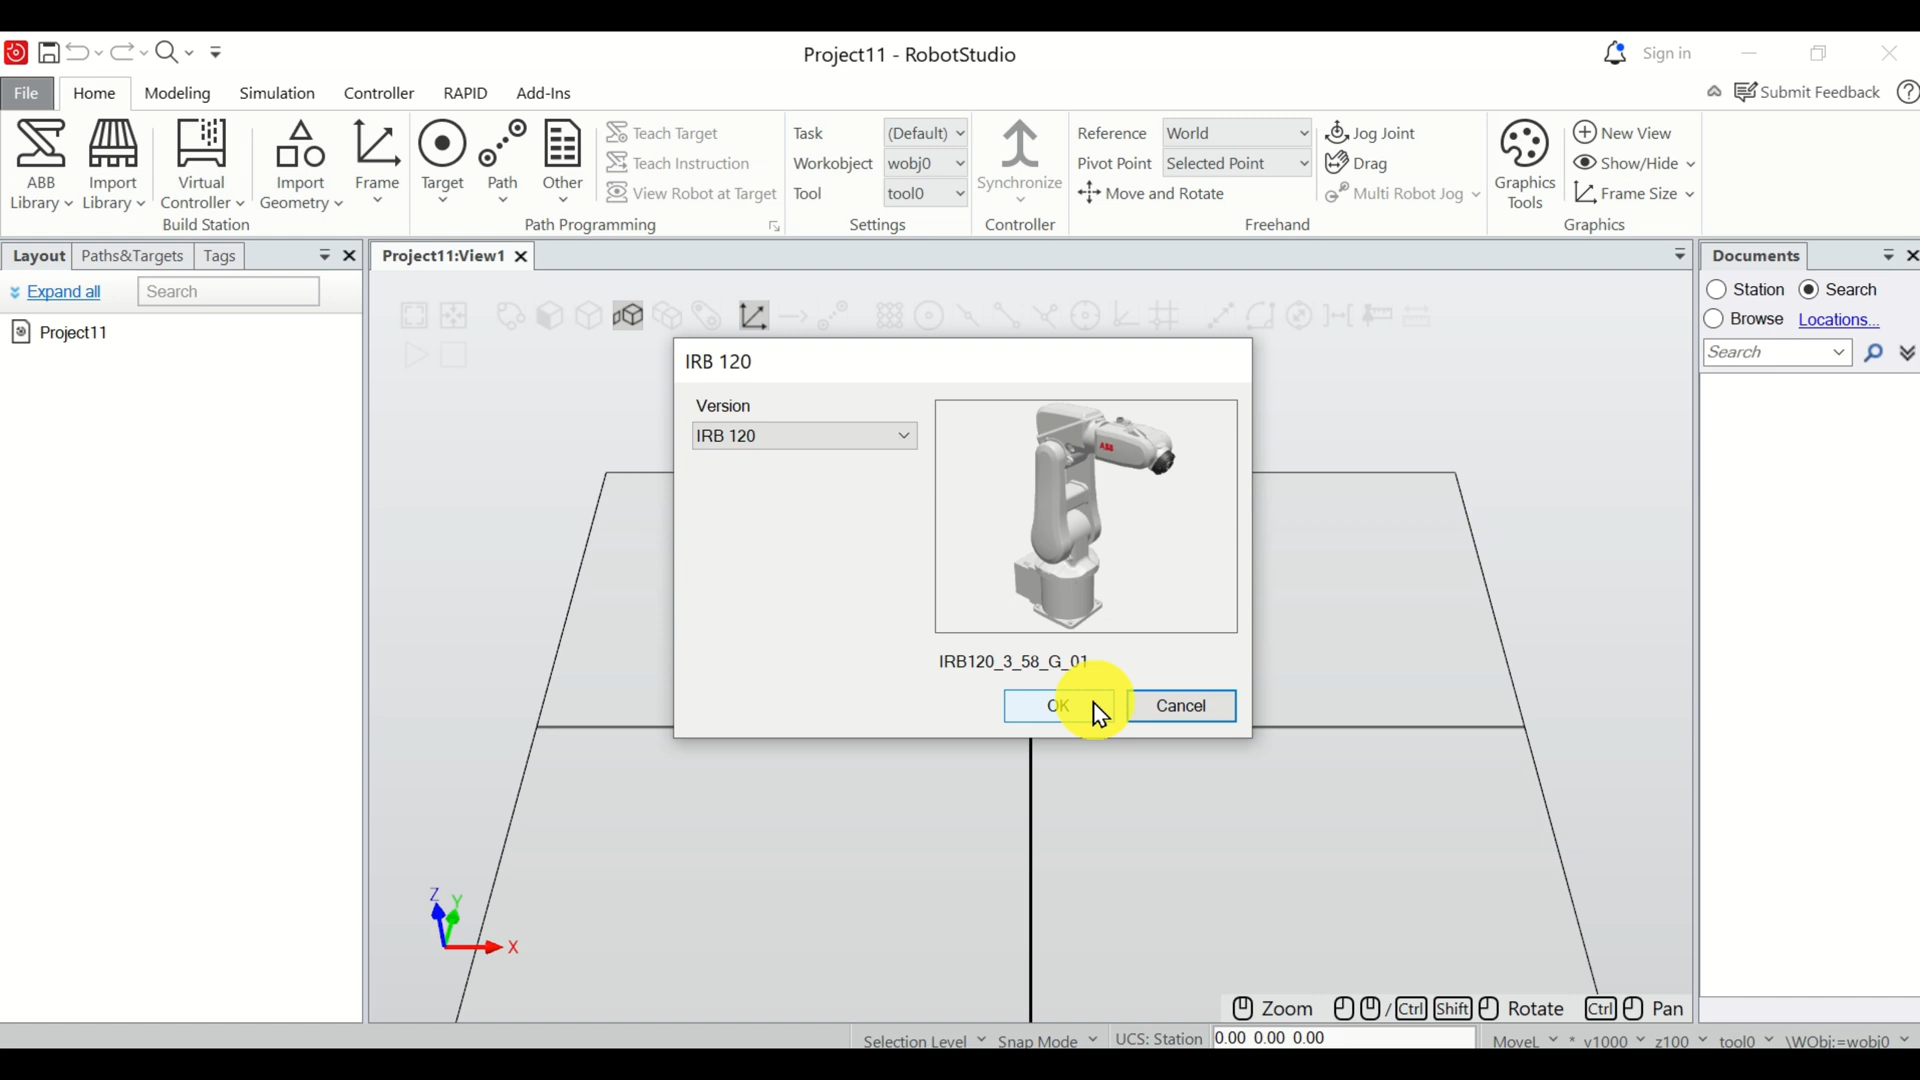 Project11 - RobotStudio
Sign in
File Home Modeling Simulation Controller RAPID Add-Ins
Submit Feedback ?
ABB Library
Import Library
Virtual Controller
Import Geometry
Frame
Build Station
Target
Path
Other
Teach Target
Teach Instruction
View Robot at Target
Path Programming
Task (Default)
Workobject wobj0
Tool tool0
Settings
Synchronize
Controller
Reference World
Pivot Point Selected Point
Move and Rotate
Jog Joint
Drag
Multi Robot Jog
Freehand
Graphics Tools
New View
Show/Hide
Frame Size
Graphics
Layout Paths&Targets Tags
Expand all Search
Project11
Project11:View1
IRB 120
Version
IRB 120
ABB
IRB120_3_58_G_01
OK Cancel
Z Y X
Zoom / Ctrl Shift Rotate Ctrl Pan
Documents
Station Search
Browse Locations...
Search
Selection Level Snap Mode UCS: Station 0.00 0.00 0.00 MoveL * v1000 z100 tool0 \WObj:=wobj0